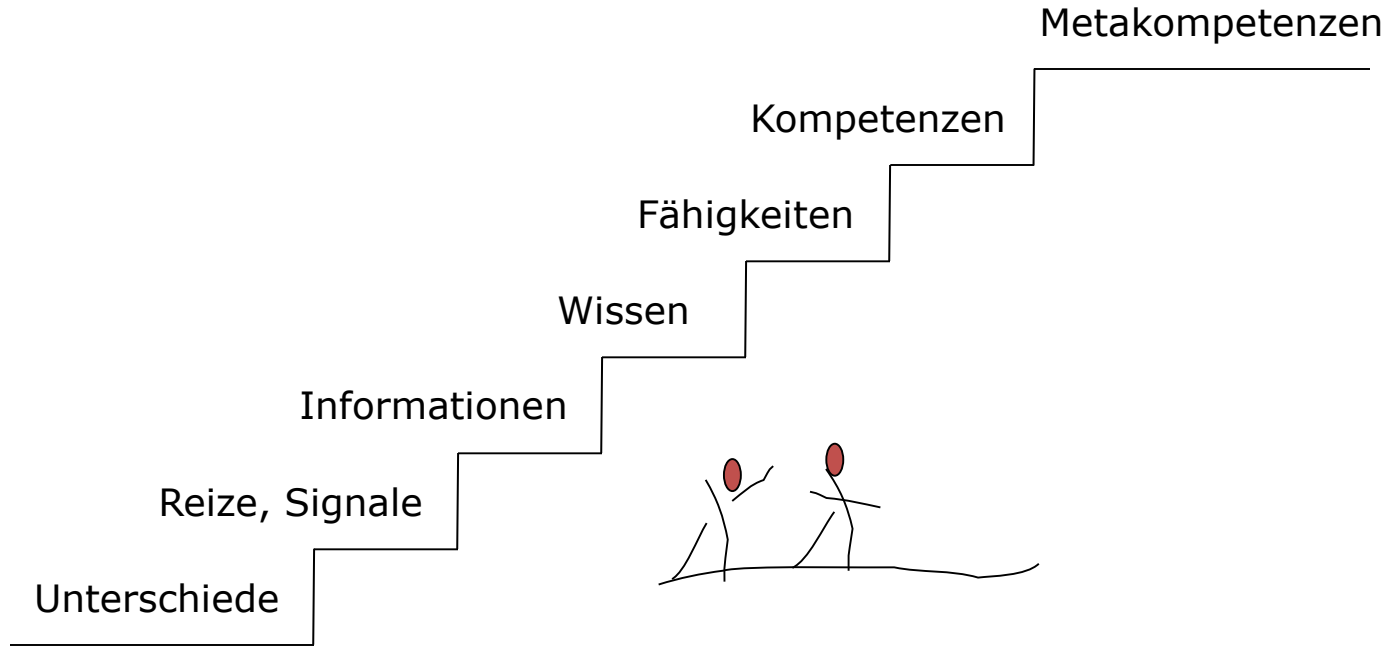 Metakompetenzen
Kompetenzen
Fähigkeiten
Wissen
Informationen
Reize, Signale
Unterschiede